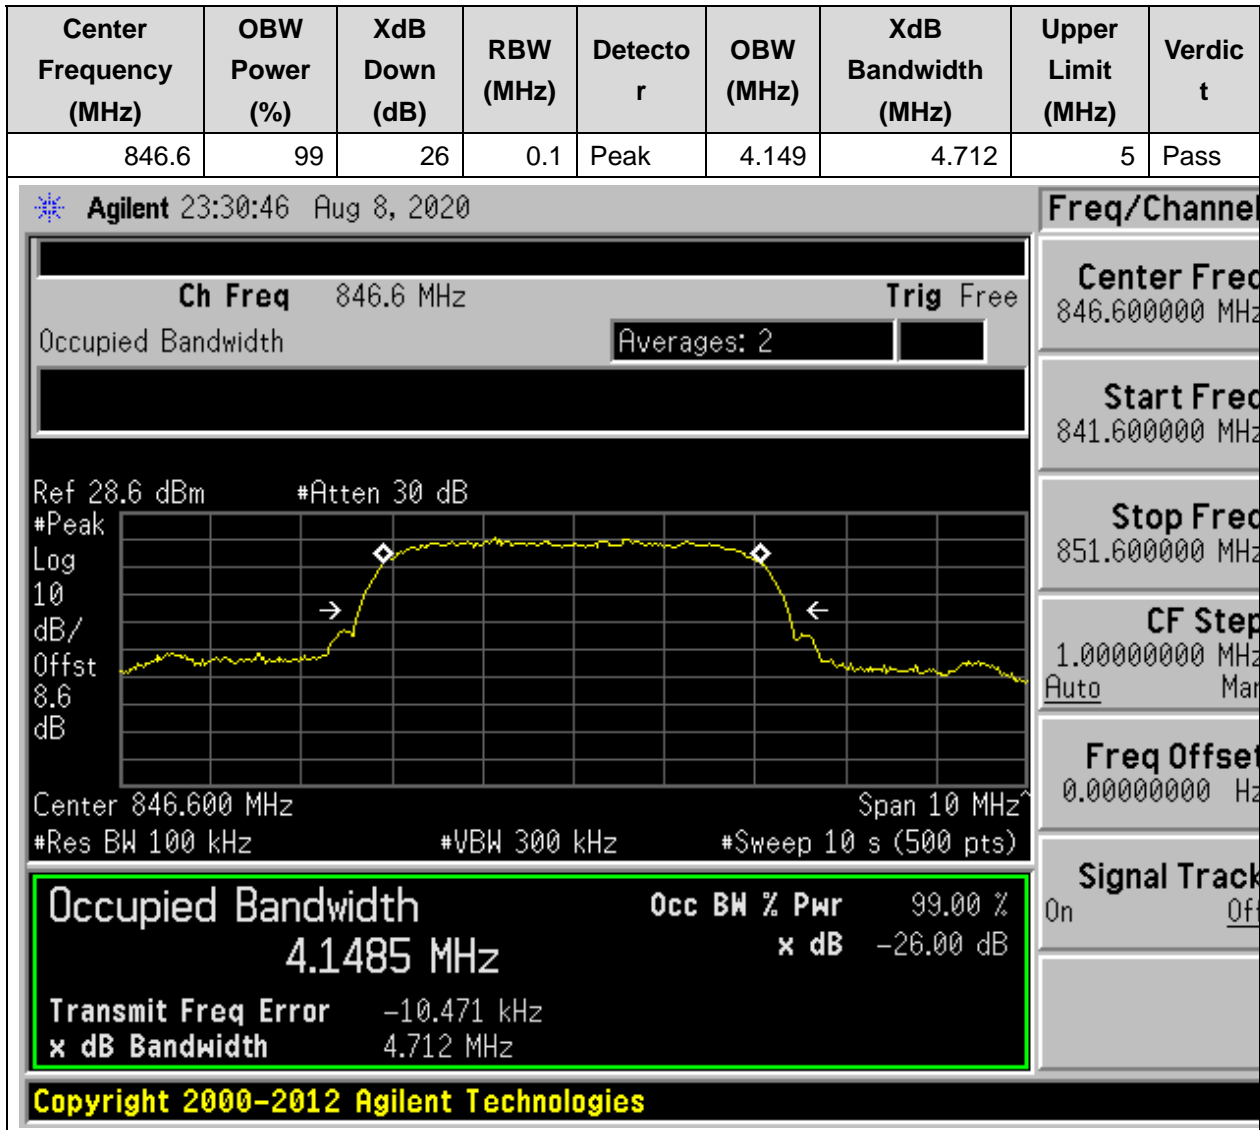 Center Frequency (MHz) OBW Power (%) XdB Down (dB) RBW (MHz) Detecto r OBW (MHz) XdB Bandwidth (MHz) Upper Limit (MHz) Verdic t
846.6 99 26 0.1 Peak 4.149 4.712 5 Pass
Agilent 23:30:46 Aug 8, 2020
Freq/Channel
Ch Freq 846.6 MHz Trig Free
Occupied Bandwidth Averages: 2
Center Freq
846.600000 MHz
Start Freq
841.600000 MHz
Stop Freq
851.600000 MHz
CF Step
1.00000000 MHz
Auto Man
Freq Offset
0.00000000 Hz
Signal Track
On Off
Ref 28.6 dBm #Atten 30 dB
#Peak
Log
10
dB/
Offst
8.6
dB
Center 846.600 MHz Span 10 MHz^
#Res BW 100 kHz #VBW 300 kHz #Sweep 10 s (500 pts)
Occupied Bandwidth Occ BW % Pwr 99.00 %
4.1485 MHz x dB -26.00 dB
Transmit Freq Error -10.471 kHz
x dB Bandwidth 4.712 MHz
Copyright 2000-2012 Agilent Technologies